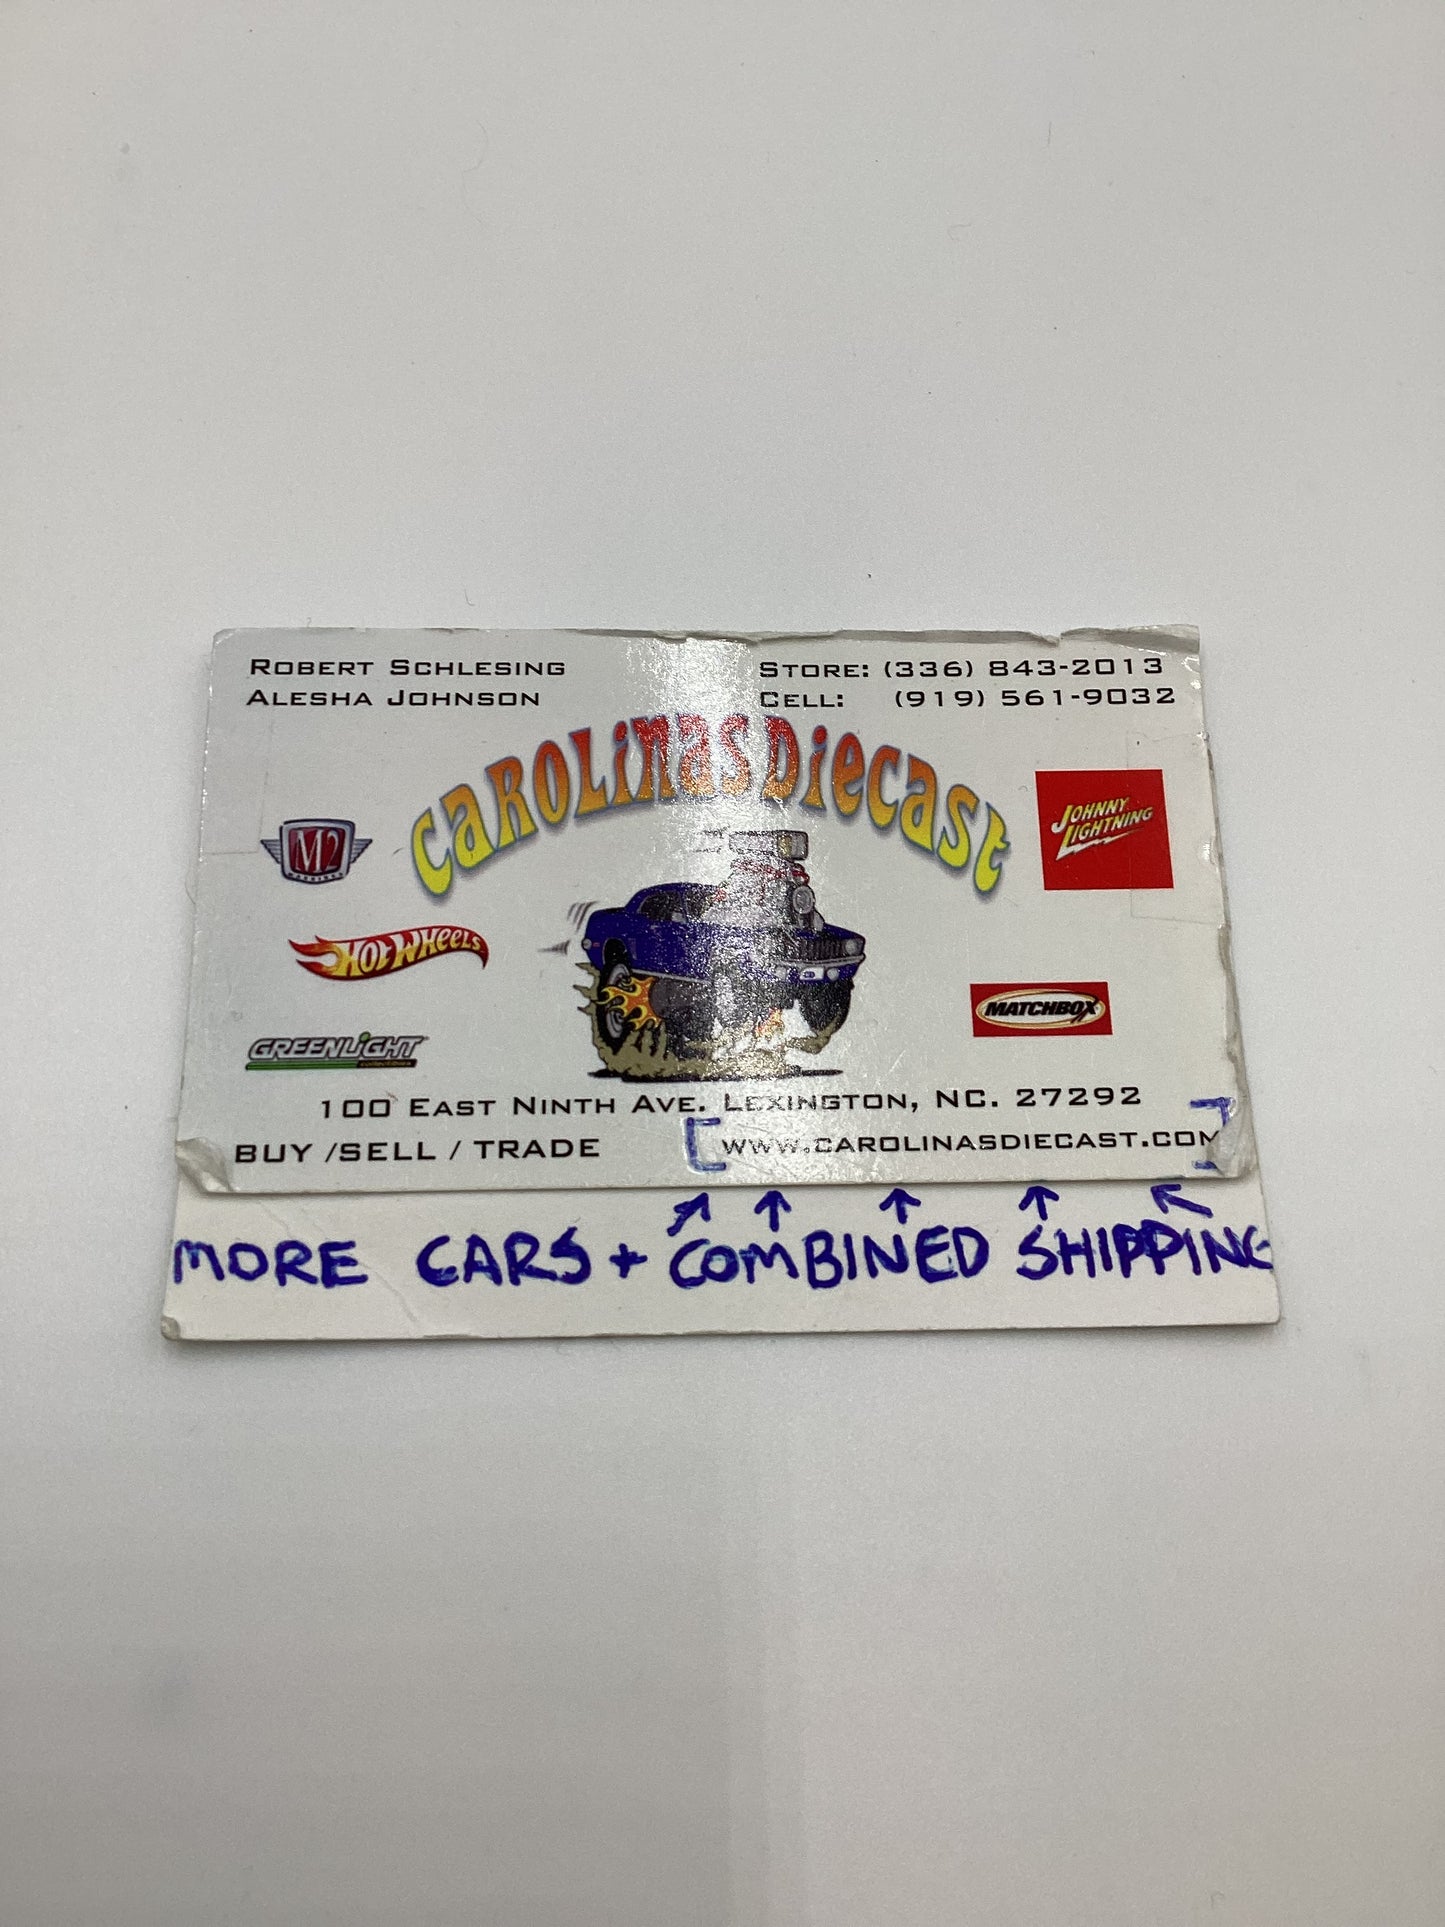 ROBERT SCHLESING
ALESHA JOHNSON
STORE: (336) 843-2013
CELL: (919) 561-9032
CAROLiNAS DiECAST
M2
MACHINES
JOHNNY
LIGHTNING
HOT WHEELS
MATCHBOX
GREENLiGHT
100 EAST NINTH AVE. LEXINGTON, NC. 27292
BUY /SELL / TRADE
[WWW.CAROLINASDIECAST.COM]
MORE CARS + COMBINED SHIPPING